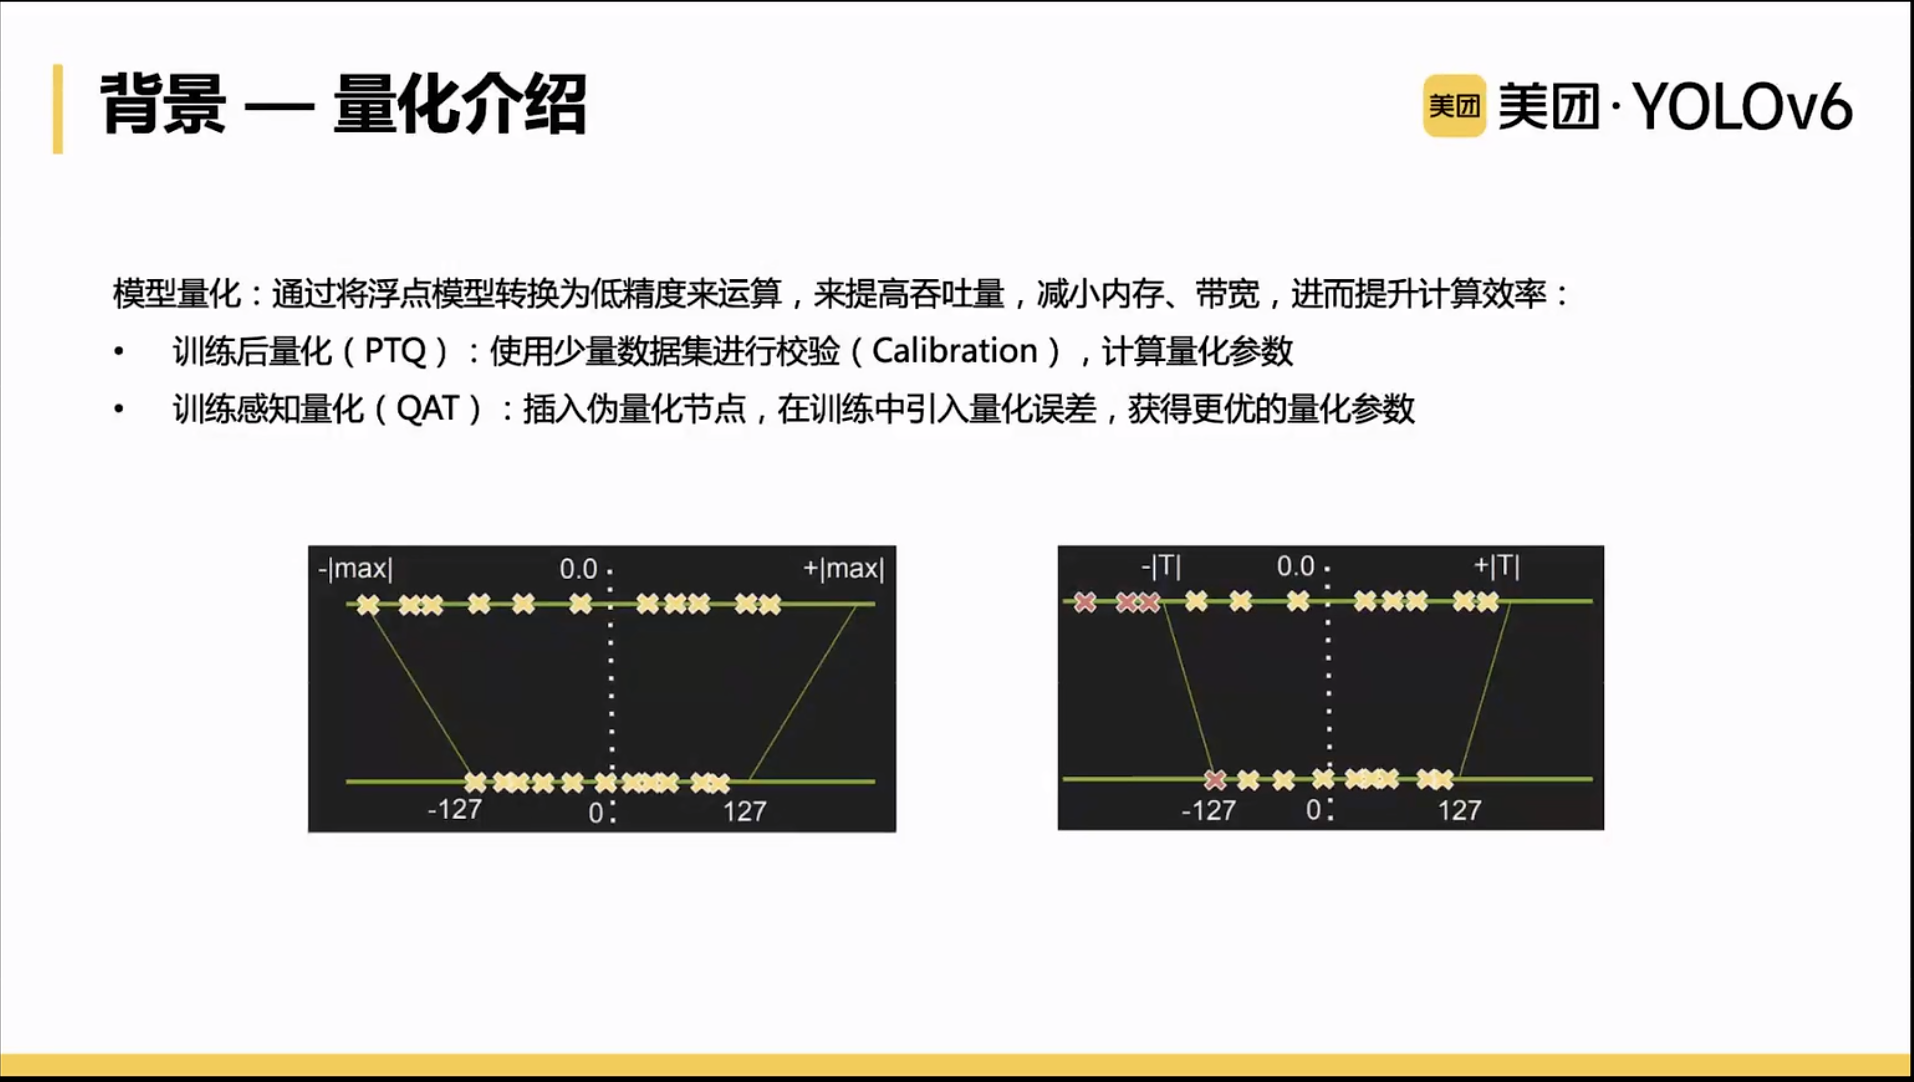 背景 — 量化介绍
美团 美团·YOLOv6
模型量化：通过将浮点模型转换为低精度来运算，来提高吞吐量，减小内存、带宽，进而提升计算效率：
• 训练后量化（PTQ）：使用少量数据集进行校验（Calibration），计算量化参数
• 训练感知量化（QAT）：插入伪量化节点，在训练中引入量化误差，获得更优的量化参数
-|max| 0.0 +|max|
-127 0 127
-|T| 0.0 +|T|
-127 0 127